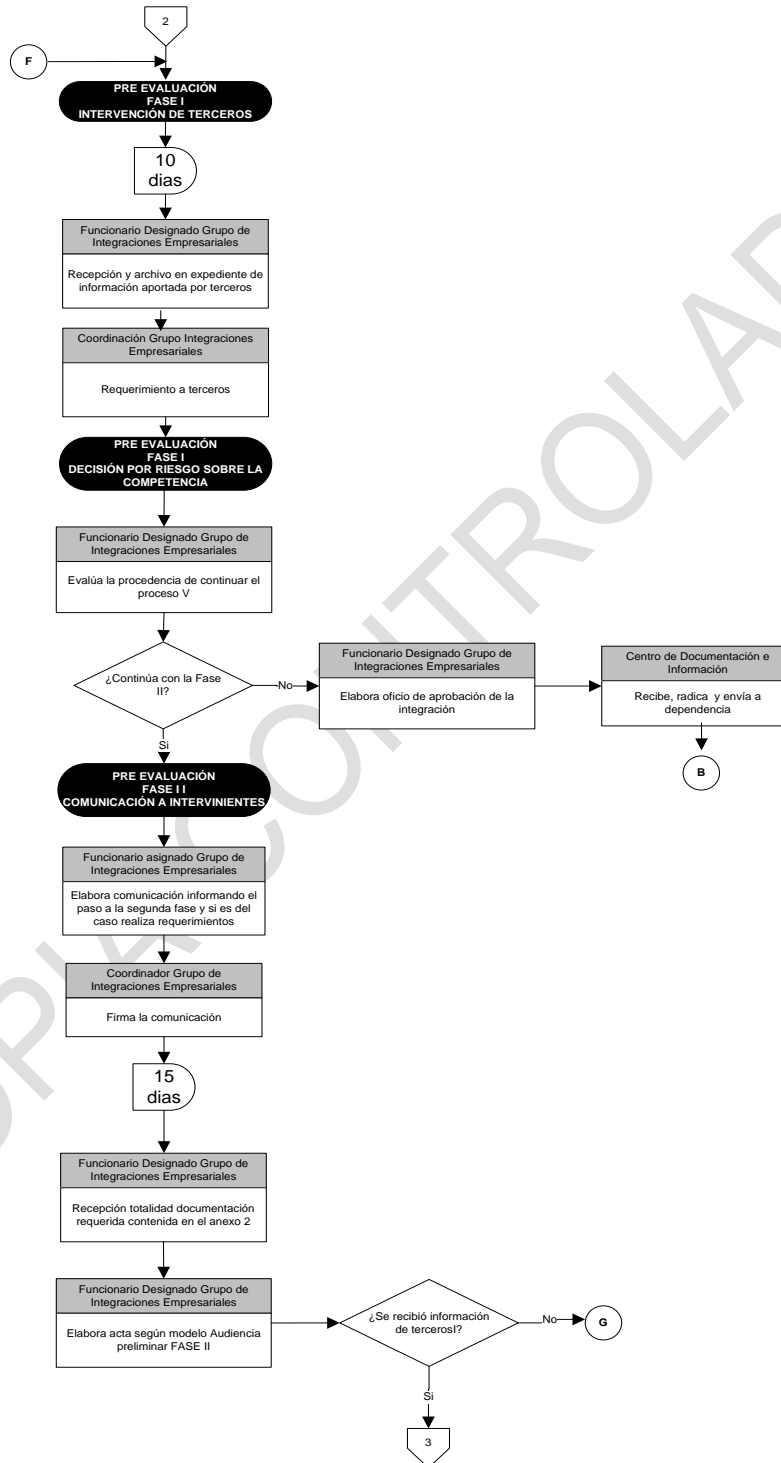 2
F
PRE EVALUACIÓN
FASE I
INTERVENCIÓN DE TERCEROS
10
dias
Funcionario Designado Grupo de
Integraciones Empresariales
Recepción y archivo en expediente de
información aportada por terceros
Coordinación Grupo Integraciones
Empresariales
Requerimiento a terceros
PRE EVALUACIÓN
FASE I
DECISIÓN POR RIESGO SOBRE LA
COMPETENCIA
Funcionario Designado Grupo de
Integraciones Empresariales
Evalúa la procedencia de continuar el
proceso V
¿Continúa con la Fase
II?
No
Funcionario Designado Grupo de
Integraciones Empresariales
Elabora oficio de aprobación de la
integración
Centro de Documentación e
Información
Recibe, radica y envía a
dependencia
B
Si
PRE EVALUACIÓN
FASE I I
COMUNICACIÓN A INTERVINIENTES
Funcionario asignado Grupo de
Integraciones Empresariales
Elabora comunicación informando el
paso a la segunda fase y si es del
caso realiza requerimientos
Coordinador Grupo de
Integraciones Empresariales
Firma la comunicación
15
dias
Funcionario Designado Grupo de
Integraciones Empresariales
Recepción totalidad documentación
requerida contenida en el anexo 2
Funcionario Designado Grupo de
Integraciones Empresariales
Elabora acta según modelo Audiencia
preliminar FASE II
¿Se recibió información
de tercerosI?
No
G
Si
3
OPIA CONTROLAD